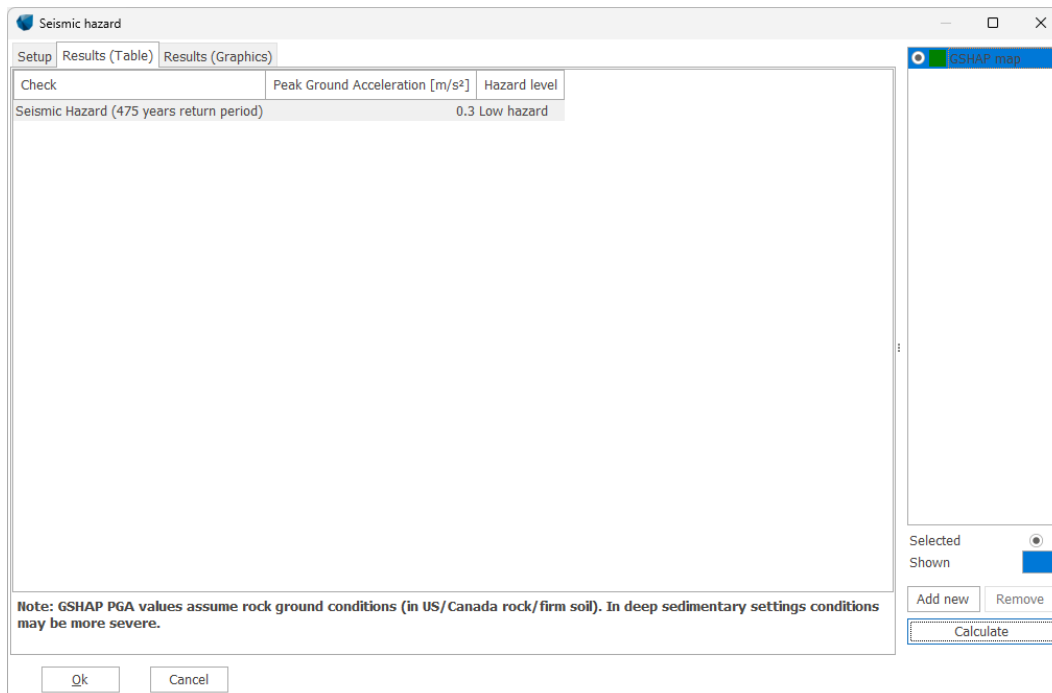 Seismic hazard
Setup Results (Table) Results (Graphics)
GSHAP map
Check Peak Ground Acceleration [m/s²] Hazard level
Seismic Hazard (475 years return period) 0.3 Low hazard
Selected
Shown
Note: GSHAP PGA values assume rock ground conditions (in US/Canada rock/firm soil). In deep sedimentary settings conditions
may be more severe.
Add new Remove
Calculate
Ok Cancel